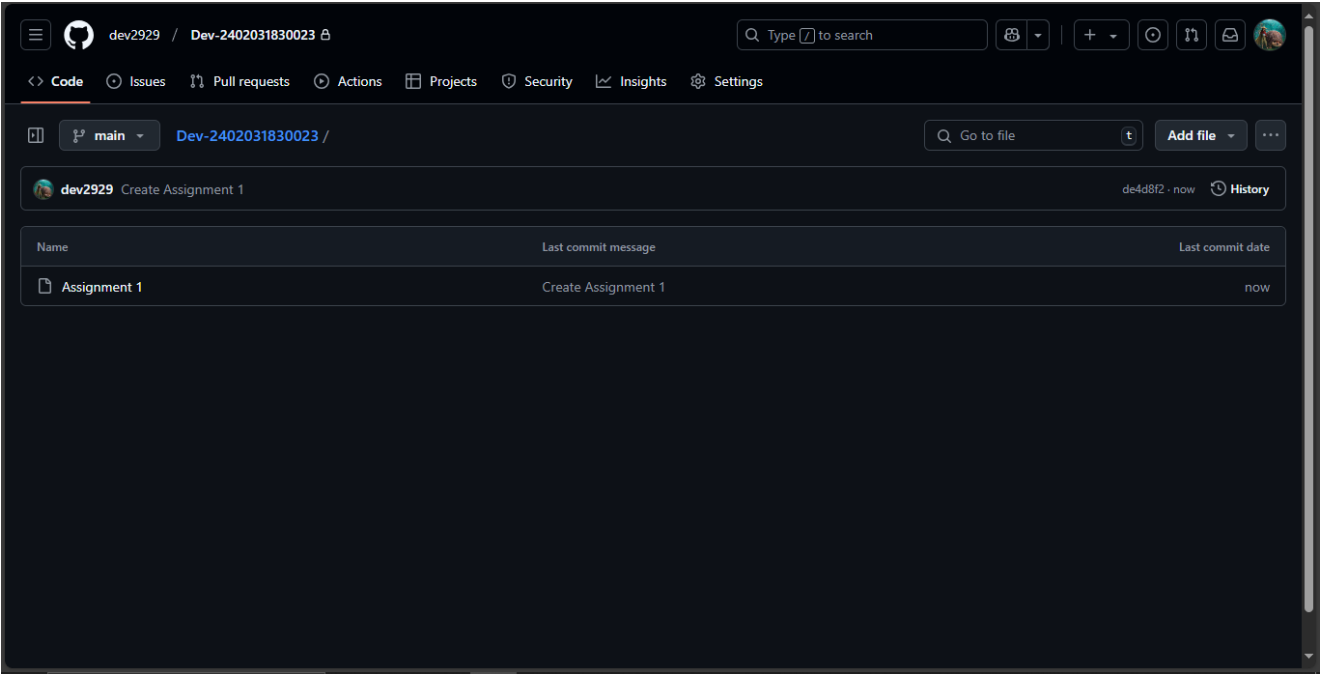 dev2929 / Dev-2402031830023 Type / to search
Code Issues Pull requests Actions Projects Security Insights Settings
main Dev-2402031830023 / Go to file t Add file
dev2929 Create Assignment 1 de4d8f2 · now History
Name Last commit message Last commit date
Assignment 1 Create Assignment 1 now